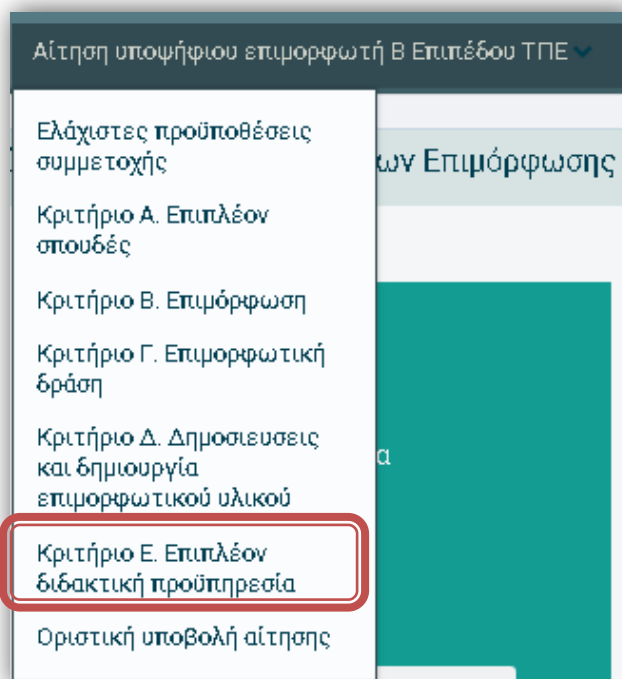 Αίτηση υποψήφιου επιμορφωτή Β Επιπέδου ΤΠΕ
Ελάχιστες προϋποθέσεις
συμμετοχής
ων Επιμόρφωσης
Κριτήριο Α. Επιπλέον
σπουδές
Κριτήριο Β. Επιμόρφωση
Κριτήριο Γ. Επιμορφωτική
δράση
Κριτήριο Δ. Δημοσιευσεις
και δημιουργία
επιμορφωτικού υλικού
α
Κριτήριο Ε. Επιπλέον
διδακτική προϋπηρεσία
Οριστική υποβολή αίτησης